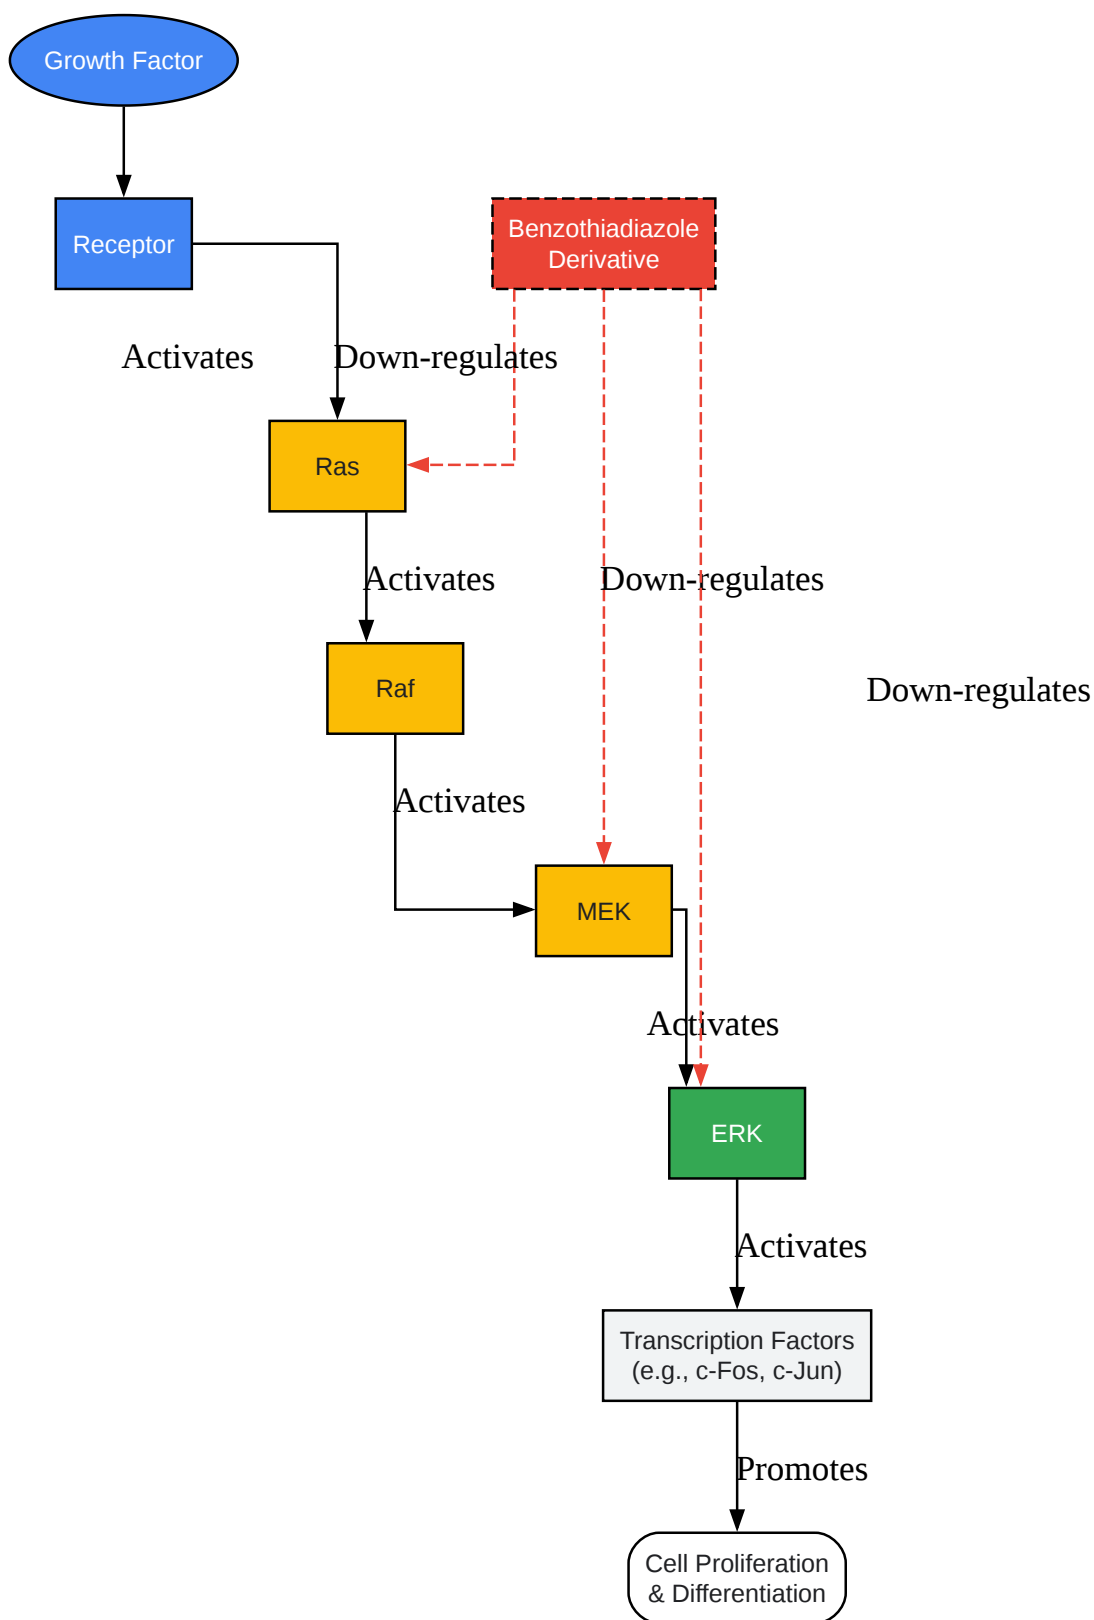 Growth Factor
Receptor
Benzothiadiazole
Derivative
Activates
Down-regulates
Ras
Activates
Down-regulates
Raf
Down-regulates
Activates
MEK
Activates
ERK
Activates
Transcription Factors
(e.g., c-Fos, c-Jun)
Promotes
Cell Proliferation
& Differentiation